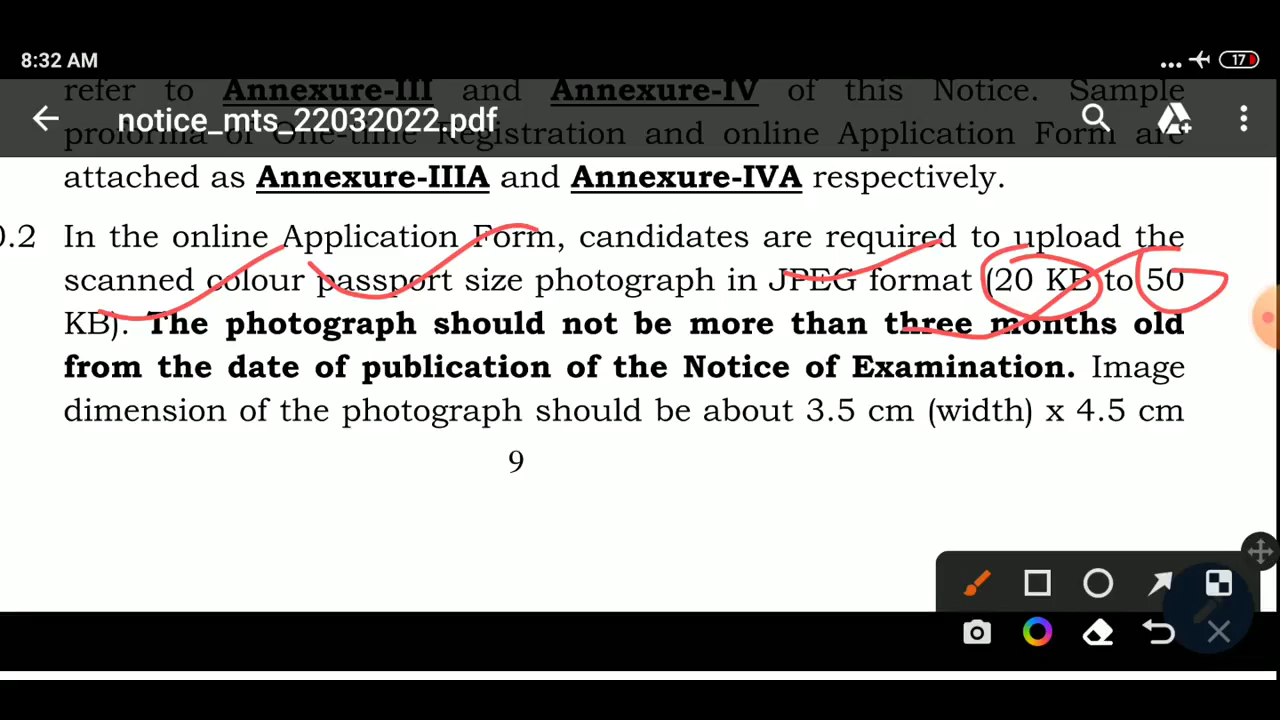 8:32 AM
17
refer to Annexure-III and Annexure-IV of this Notice. Sample
notice_mts_22032022.pdf
proforma of One-time Registration and online Application Form are
attached as Annexure-IIIA and Annexure-IVA respectively.
0.2 In the online Application Form, candidates are required to upload the
scanned colour passport size photograph in JPEG format (20 KB to 50
KB). The photograph should not be more than three months old
from the date of publication of the Notice of Examination. Image
dimension of the photograph should be about 3.5 cm (width) x 4.5 cm
9